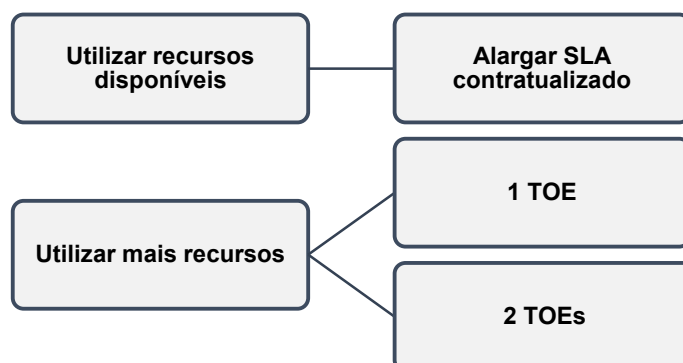 Utilizar recursos
disponíveis
Alargar SLA
contratualizado
Utilizar mais recursos
1 TOE
2 TOEs